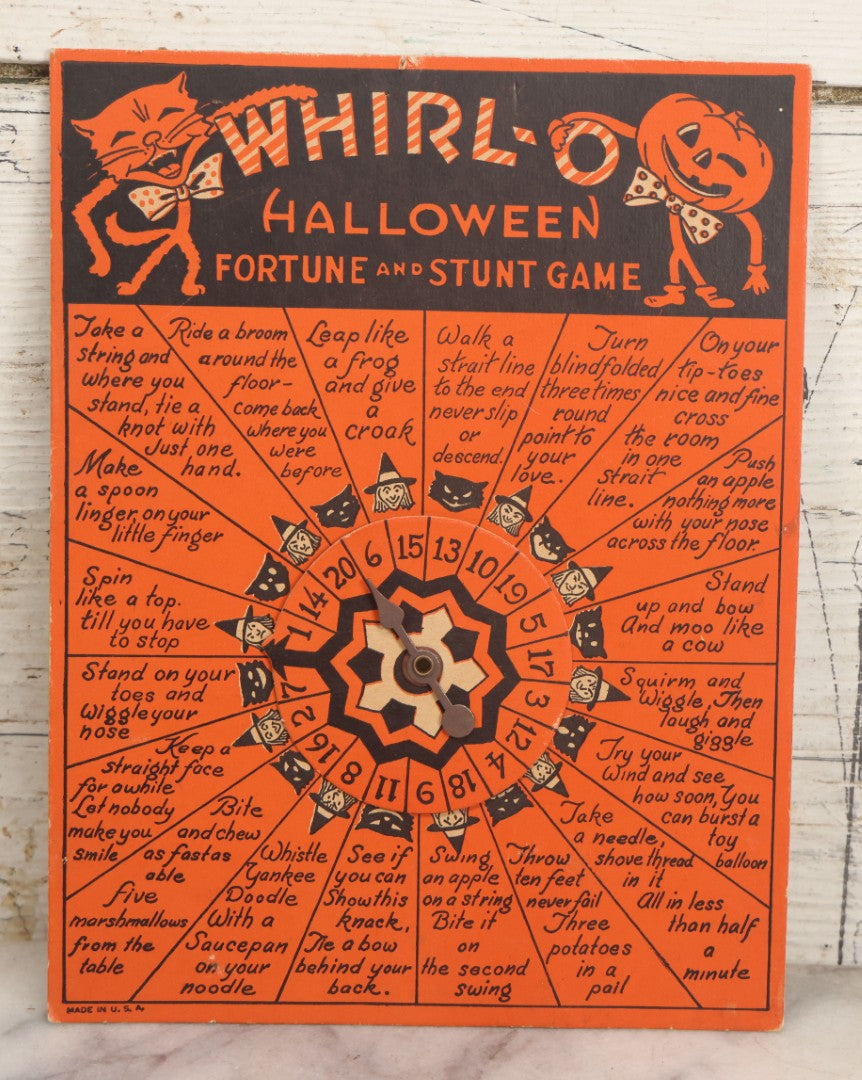 WHIRL-O
(HALLOWEEN)
FORTUNE AND STUNT GAME
Take a
string and
where you
stand, tie a
knot with
Just one
hand.
Ride a broom
around the
floor-
come back
where you
were
before
Leap like
a frog
and give
a
croak
Walk a
strait line
to the end
never slip
or
descend.
Turn
blindfolded
three times
round
point to
your
love.
On your
tip-toes
nice and fine
cross
the room
in one
strait
line.
Push
an apple
nothing more
with your nose
across the floor.
Stand
up and bow
And moo like
a cow
Squirm and
Wiggle, Then
laugh and
giggle
Try your
Wind and see
how soon, You
can burst a
toy
balloon
Take
a needle,
shove thread
in it
All in less
than half
a
minute
Throw
ten feet
never fail
Three
potatoes
in a
pail
Swing
an apple
on a string
Bite it
on
the second
swing
See if
you can
Show this
knack,
Tie a bow
behind your
back.
Whistle
Yankee
Doodle
With a
Saucepan
on your
noodle
Bite
and chew
as fast as
able
five
marshmallows
from the
table
Keep a
straight face
for awhile
Let nobody
make you
smile
Stand on your
toes and
Wiggle your
nose
Spin
like a top.
till you have
to stop
Make
a spoon
linger on your
little finger
6
15
13
10
19
5
17
3
12
4
18
9
11
8
16
2
7
1
14
20
MADE IN U.S.A.